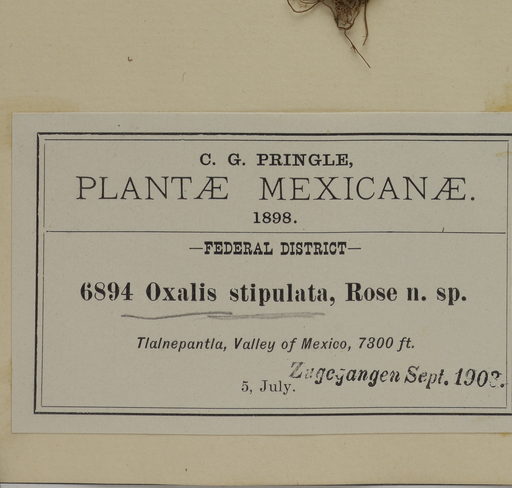 C. G. PRINGLE,
PLANTÆ MEXICANÆ.
1898.
—FEDERAL DISTRICT—
6894 Oxalis stipulata, Rose n. sp.
Tlalnepantla, Valley of Mexico, 7300 ft.
Zugegangen Sept.
5, July.